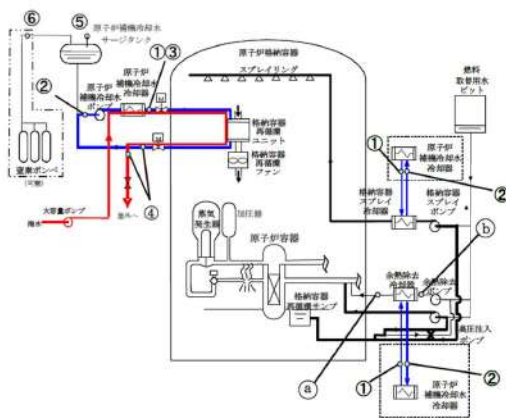 ⑥
⑤
原子炉補機冷却水
サージタンク
②
原子炉
補機冷却水
ポンプ
原子炉
補機冷却水
冷却器
①③
M
M
窒素ボンベ
(可搬)
大容量ポンプ
海水
海へ
④
原子炉格納容器
スプレイリング
格納容器
再循環
ユニット
格納容器
再循環
ファン
蒸気
発生器
加圧器
原子炉容器
格納容器
再循環サンプ
燃料
取替用水
ピット
原子炉
補機冷却水
冷却器
①
②
格納容器
スプレイ
冷却器
格納容器
スプレイ
ポンプ
ⓑ
余熱除去
冷却器
余熱除去
ポンプ
ⓐ
高圧注入
ポンプ
①
②
原子炉
補機冷却水
冷却器